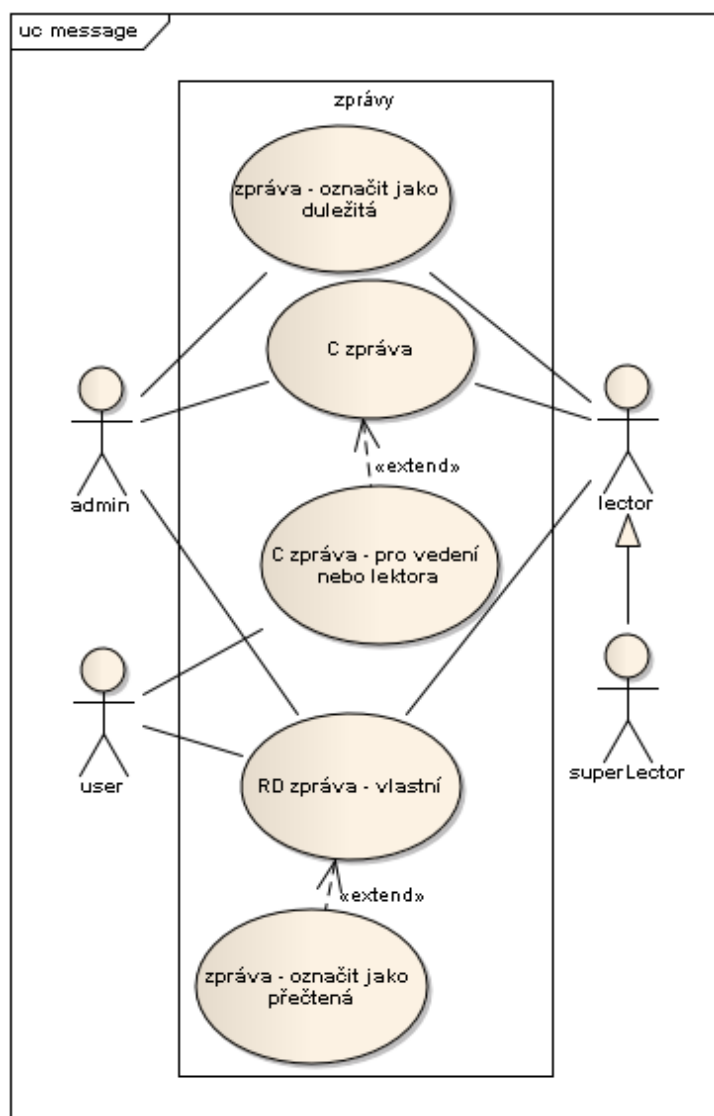 uc message
zprávy
zpráva - označit jako
duležitá
C zpráva
«extend»
admin
lector
C zpráva - pro vedení
nebo lektora
user
superLector
RD zpráva - vlastní
«extend»
zpráva - označit jako
přečtená